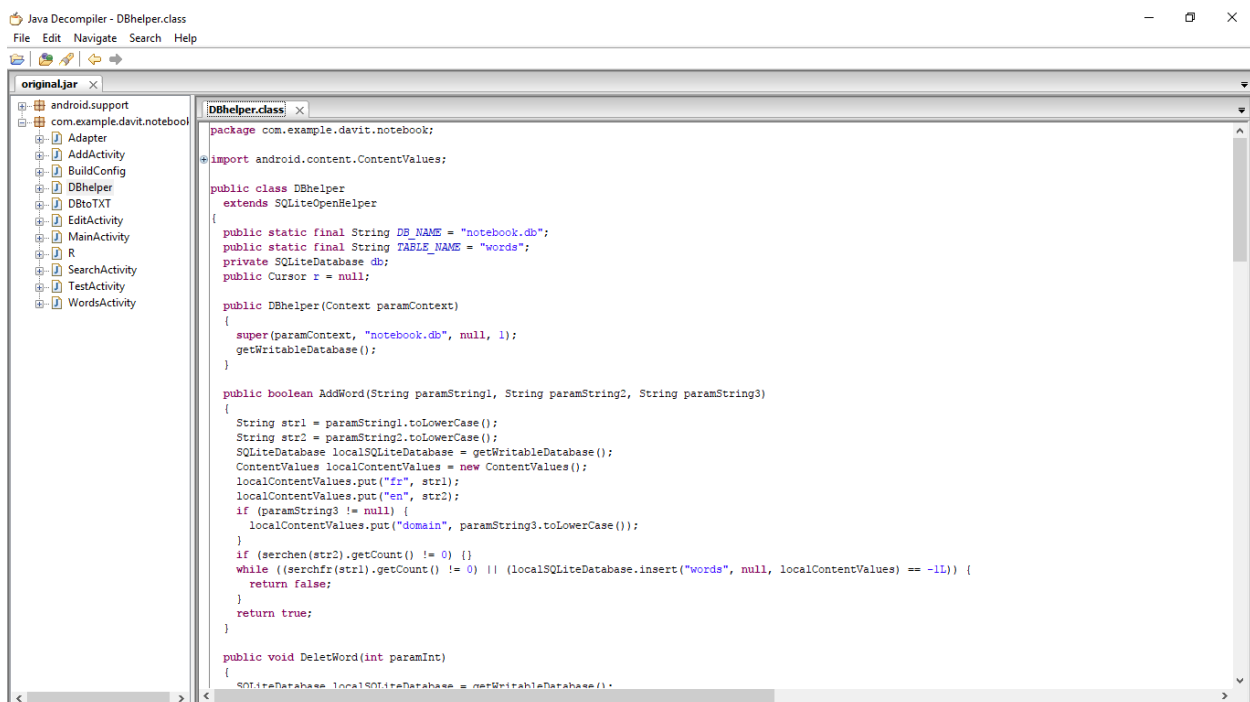 Java Decompiler - DBhelper.class
File Edit Navigate Search Help
original.jar
android.support
com.example.davit.notebook
Adapter
AddActivity
BuildConfig
DBhelper
DBtoTXT
EditActivity
MainActivity
R
SearchActivity
TestActivity
WordsActivity
DBhelper.class
package com.example.davit.notebook;
import android.content.ContentValues;
public class DBhelper
extends SQLiteOpenHelper
{
public static final String DB_NAME = "notebook.db";
public static final String TABLE_NAME = "words";
private SQLiteDatabase db;
public Cursor r = null;
public DBhelper(Context paramContext)
{
super(paramContext, "notebook.db", null, 1);
getWritableDatabase();
}
public boolean AddWord(String paramString1, String paramString2, String paramString3)
{
String str1 = paramString1.toLowerCase();
String str2 = paramString2.toLowerCase();
SQLiteDatabase localSQLiteDatabase = getWritableDatabase();
ContentValues localContentValues = new ContentValues();
localContentValues.put("fr", str1);
localContentValues.put("en", str2);
if (paramString3 != null) {
localContentValues.put("domain", paramString3.toLowerCase());
}
if (serchen(str2).getCount() != 0) {}
while ((serchfr(str1).getCount() != 0) || (localSQLiteDatabase.insert("words", null, localContentValues) == -1L)) {
return false;
}
return true;
}
public void DeletWord(int paramInt)
{
SQLiteDatabase localSQLiteDatabase = getWritableDatabase();